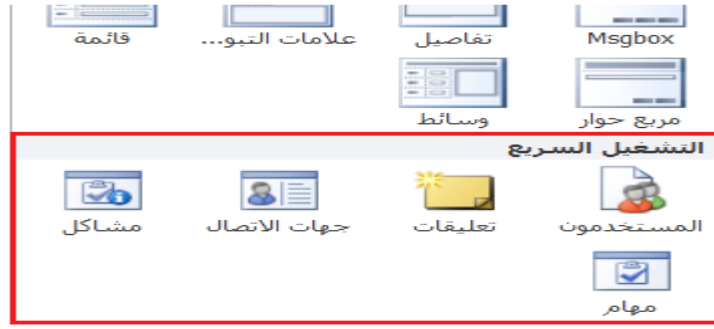 Msgbox تفاصيل علامات التبو... قائمة
مربع حوار وسائط
التشغيل السريع
المستخدمون تعليقات جهات الاتصال مشاكل
مهام